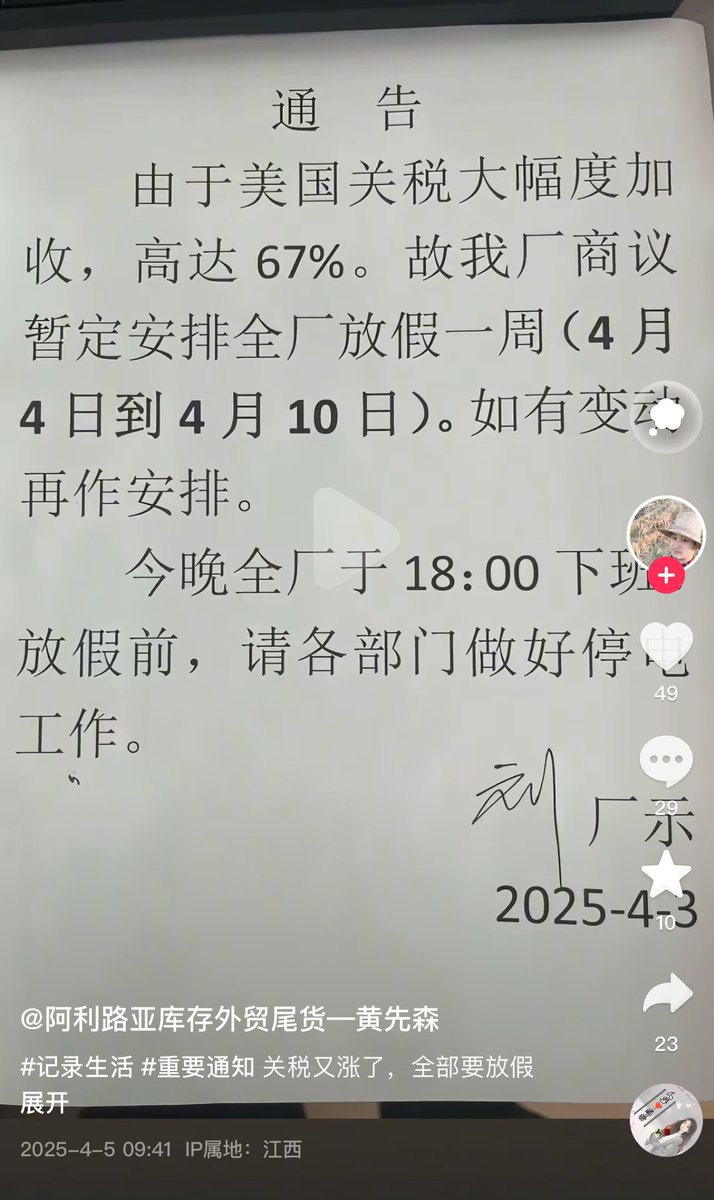 通 告
由于美国关税大幅度加
收，高达 67%。故我厂商议
暂定安排全厂放假一周（4 月
4 日到 4 月 10 日）。如有变动
再作安排。
今晚全厂于 18:00 下班
放假前，请各部门做好停电
工作。
刘 厂示
2025-4-3
49
29
10
23
@阿利路亚库存外贸尾货—黄先森
#记录生活 #重要通知 关税又涨了，全部要放假
展开
2025-4-5 09:41 IP属地：江西